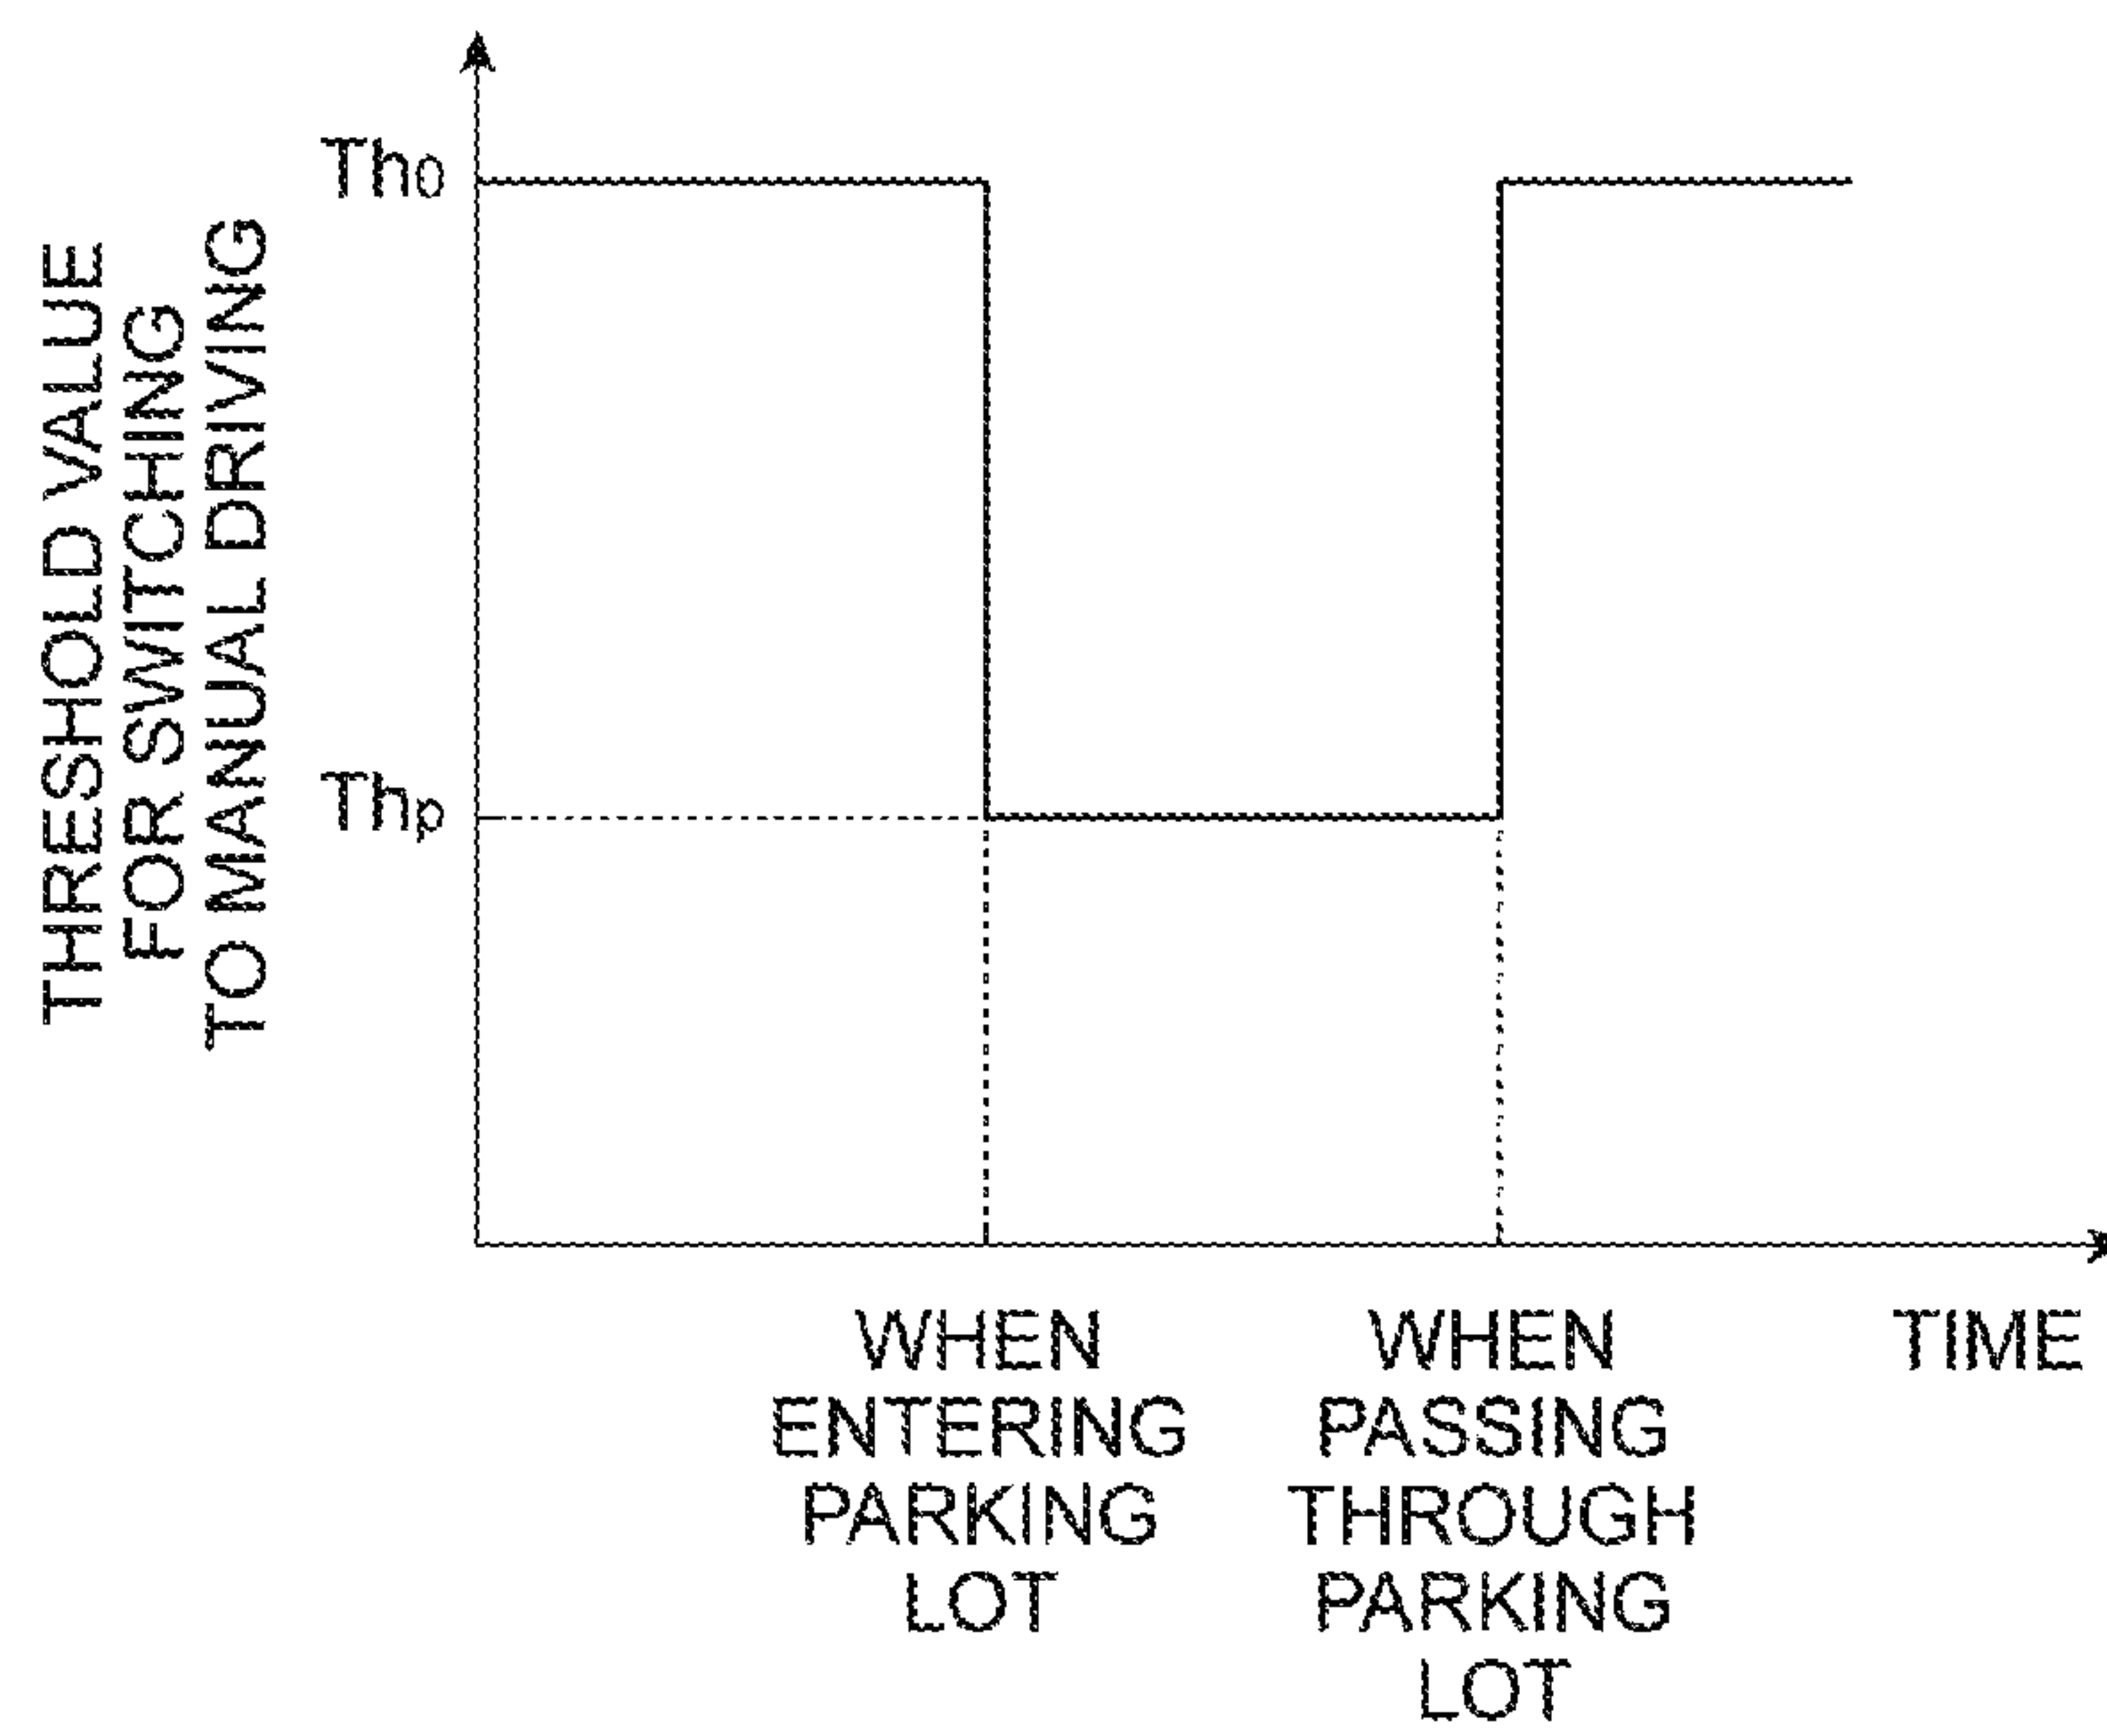 THRESHOLD VALUE
FOR SWITCHING
TO MANUAL DRIVING
Th0
Thp
WHEN
ENTERING
PARKING
LOT
WHEN
PASSING
THROUGH
PARKING
LOT
TIME